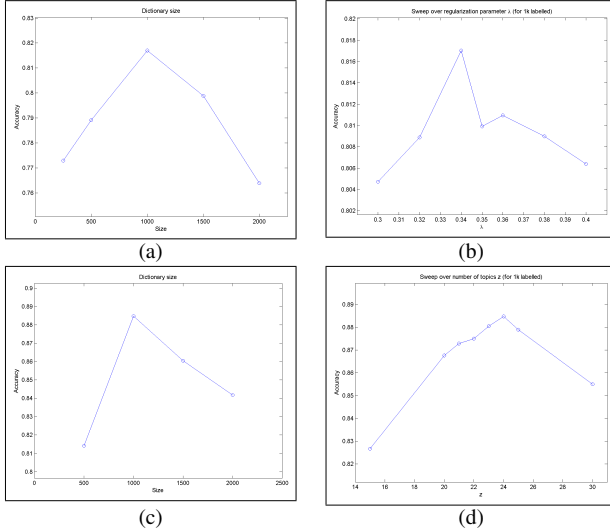 Dictionary size
0.83
0.82
0.81
0.8
0.79
0.78
0.77
0.76
Accuracy
0 500 1000 1500 2000
Size
(a)
Sweep over regularization parameter λ (for 1k labelled)
0.82
0.818
0.816
0.814
0.812
0.81
0.808
0.806
0.804
0.802
Accuracy
0.3 0.31 0.32 0.33 0.34 0.35 0.36 0.37 0.38 0.39 0.4
λ
(b)
Dictionary size
0.9
0.89
0.88
0.87
0.86
0.85
0.84
0.83
0.82
0.81
0.8
Accuracy
0 500 1000 1500 2000 2500
Size
(c)
Sweep over number of topics z (for 1k labelled)
0.89
0.88
0.87
0.86
0.85
0.84
0.83
0.82
Accuracy
14 16 18 20 22 24 26 28 30
z
(d)